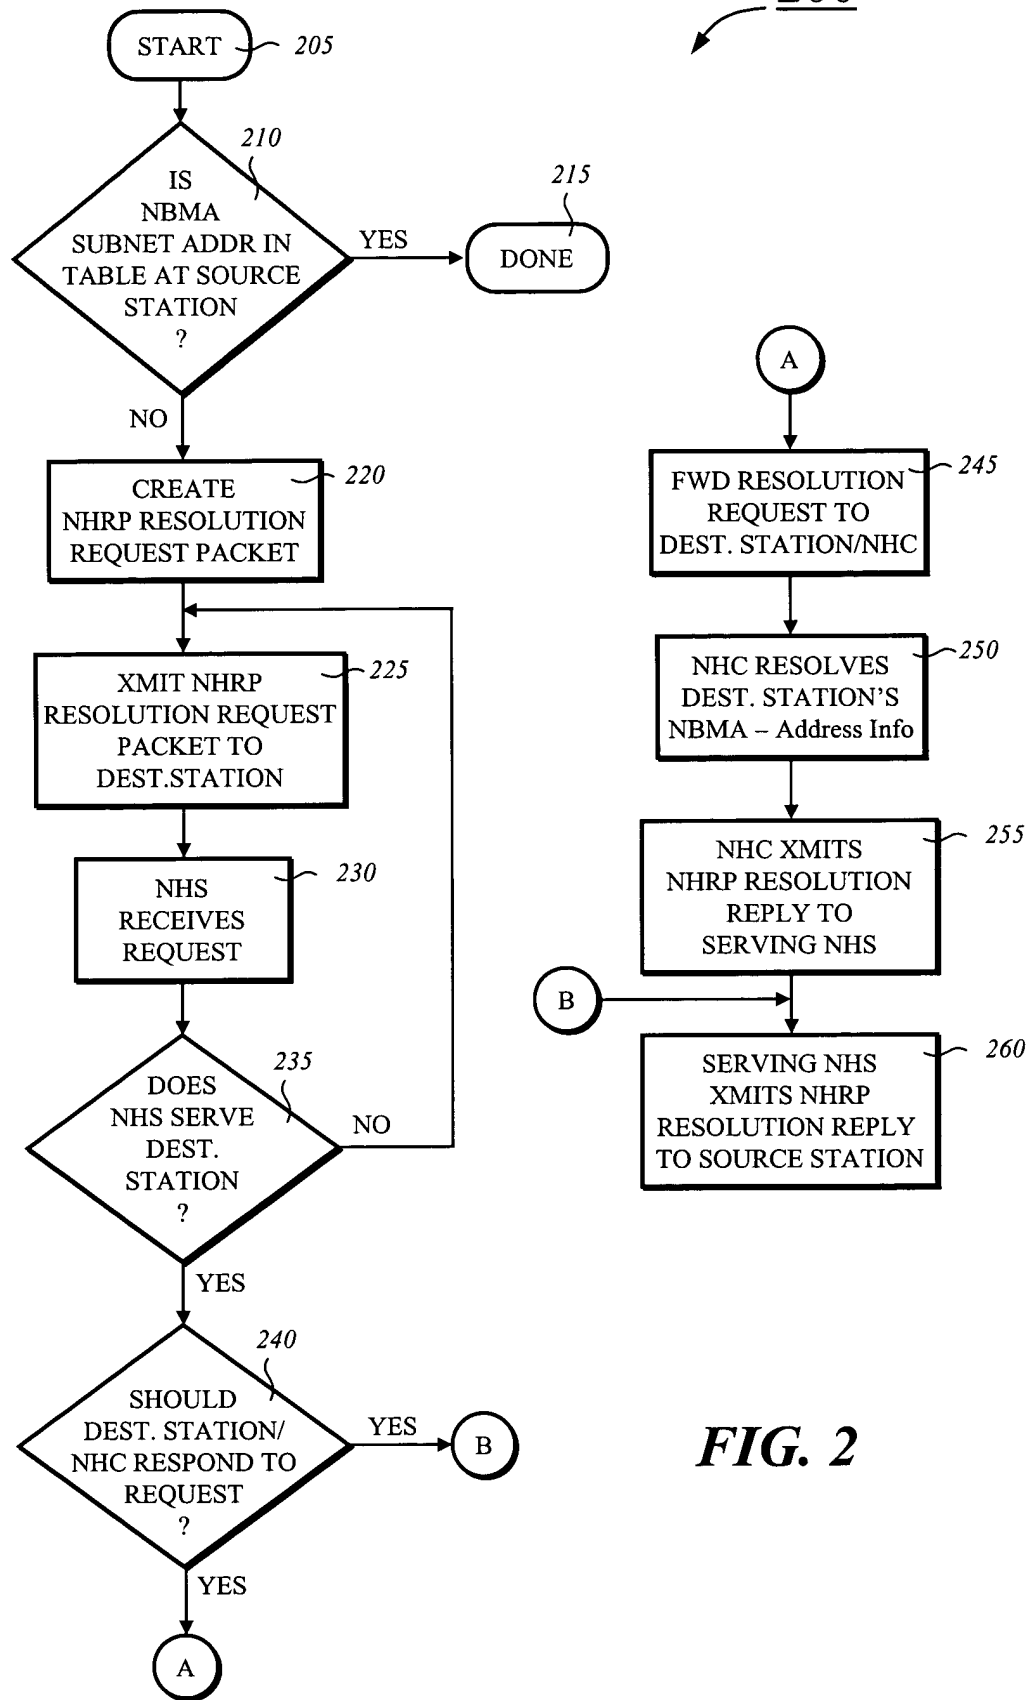 START
205
210
IS
NBMA
SUBNET ADDR IN
TABLE AT SOURCE
STATION
?
YES
215
DONE
NO
220
CREATE
NHRP RESOLUTION
REQUEST PACKET
225
XMIT NHRP
RESOLUTION REQUEST
PACKET TO
DEST.STATION
230
NHS
RECEIVES
REQUEST
235
DOES
NHS SERVE
DEST.
STATION
?
NO
YES
240
SHOULD
DEST. STATION/
NHC RESPOND TO
REQUEST
?
YES
B
YES
A
A
245
FWD RESOLUTION
REQUEST TO
DEST. STATION/NHC
250
NHC RESOLVES
DEST. STATION'S
NBMA – Address Info
255
NHC XMITS
NHRP RESOLUTION
REPLY TO
SERVING NHS
B
260
SERVING NHS
XMITS NHRP
RESOLUTION REPLY
TO SOURCE STATION
FIG. 2